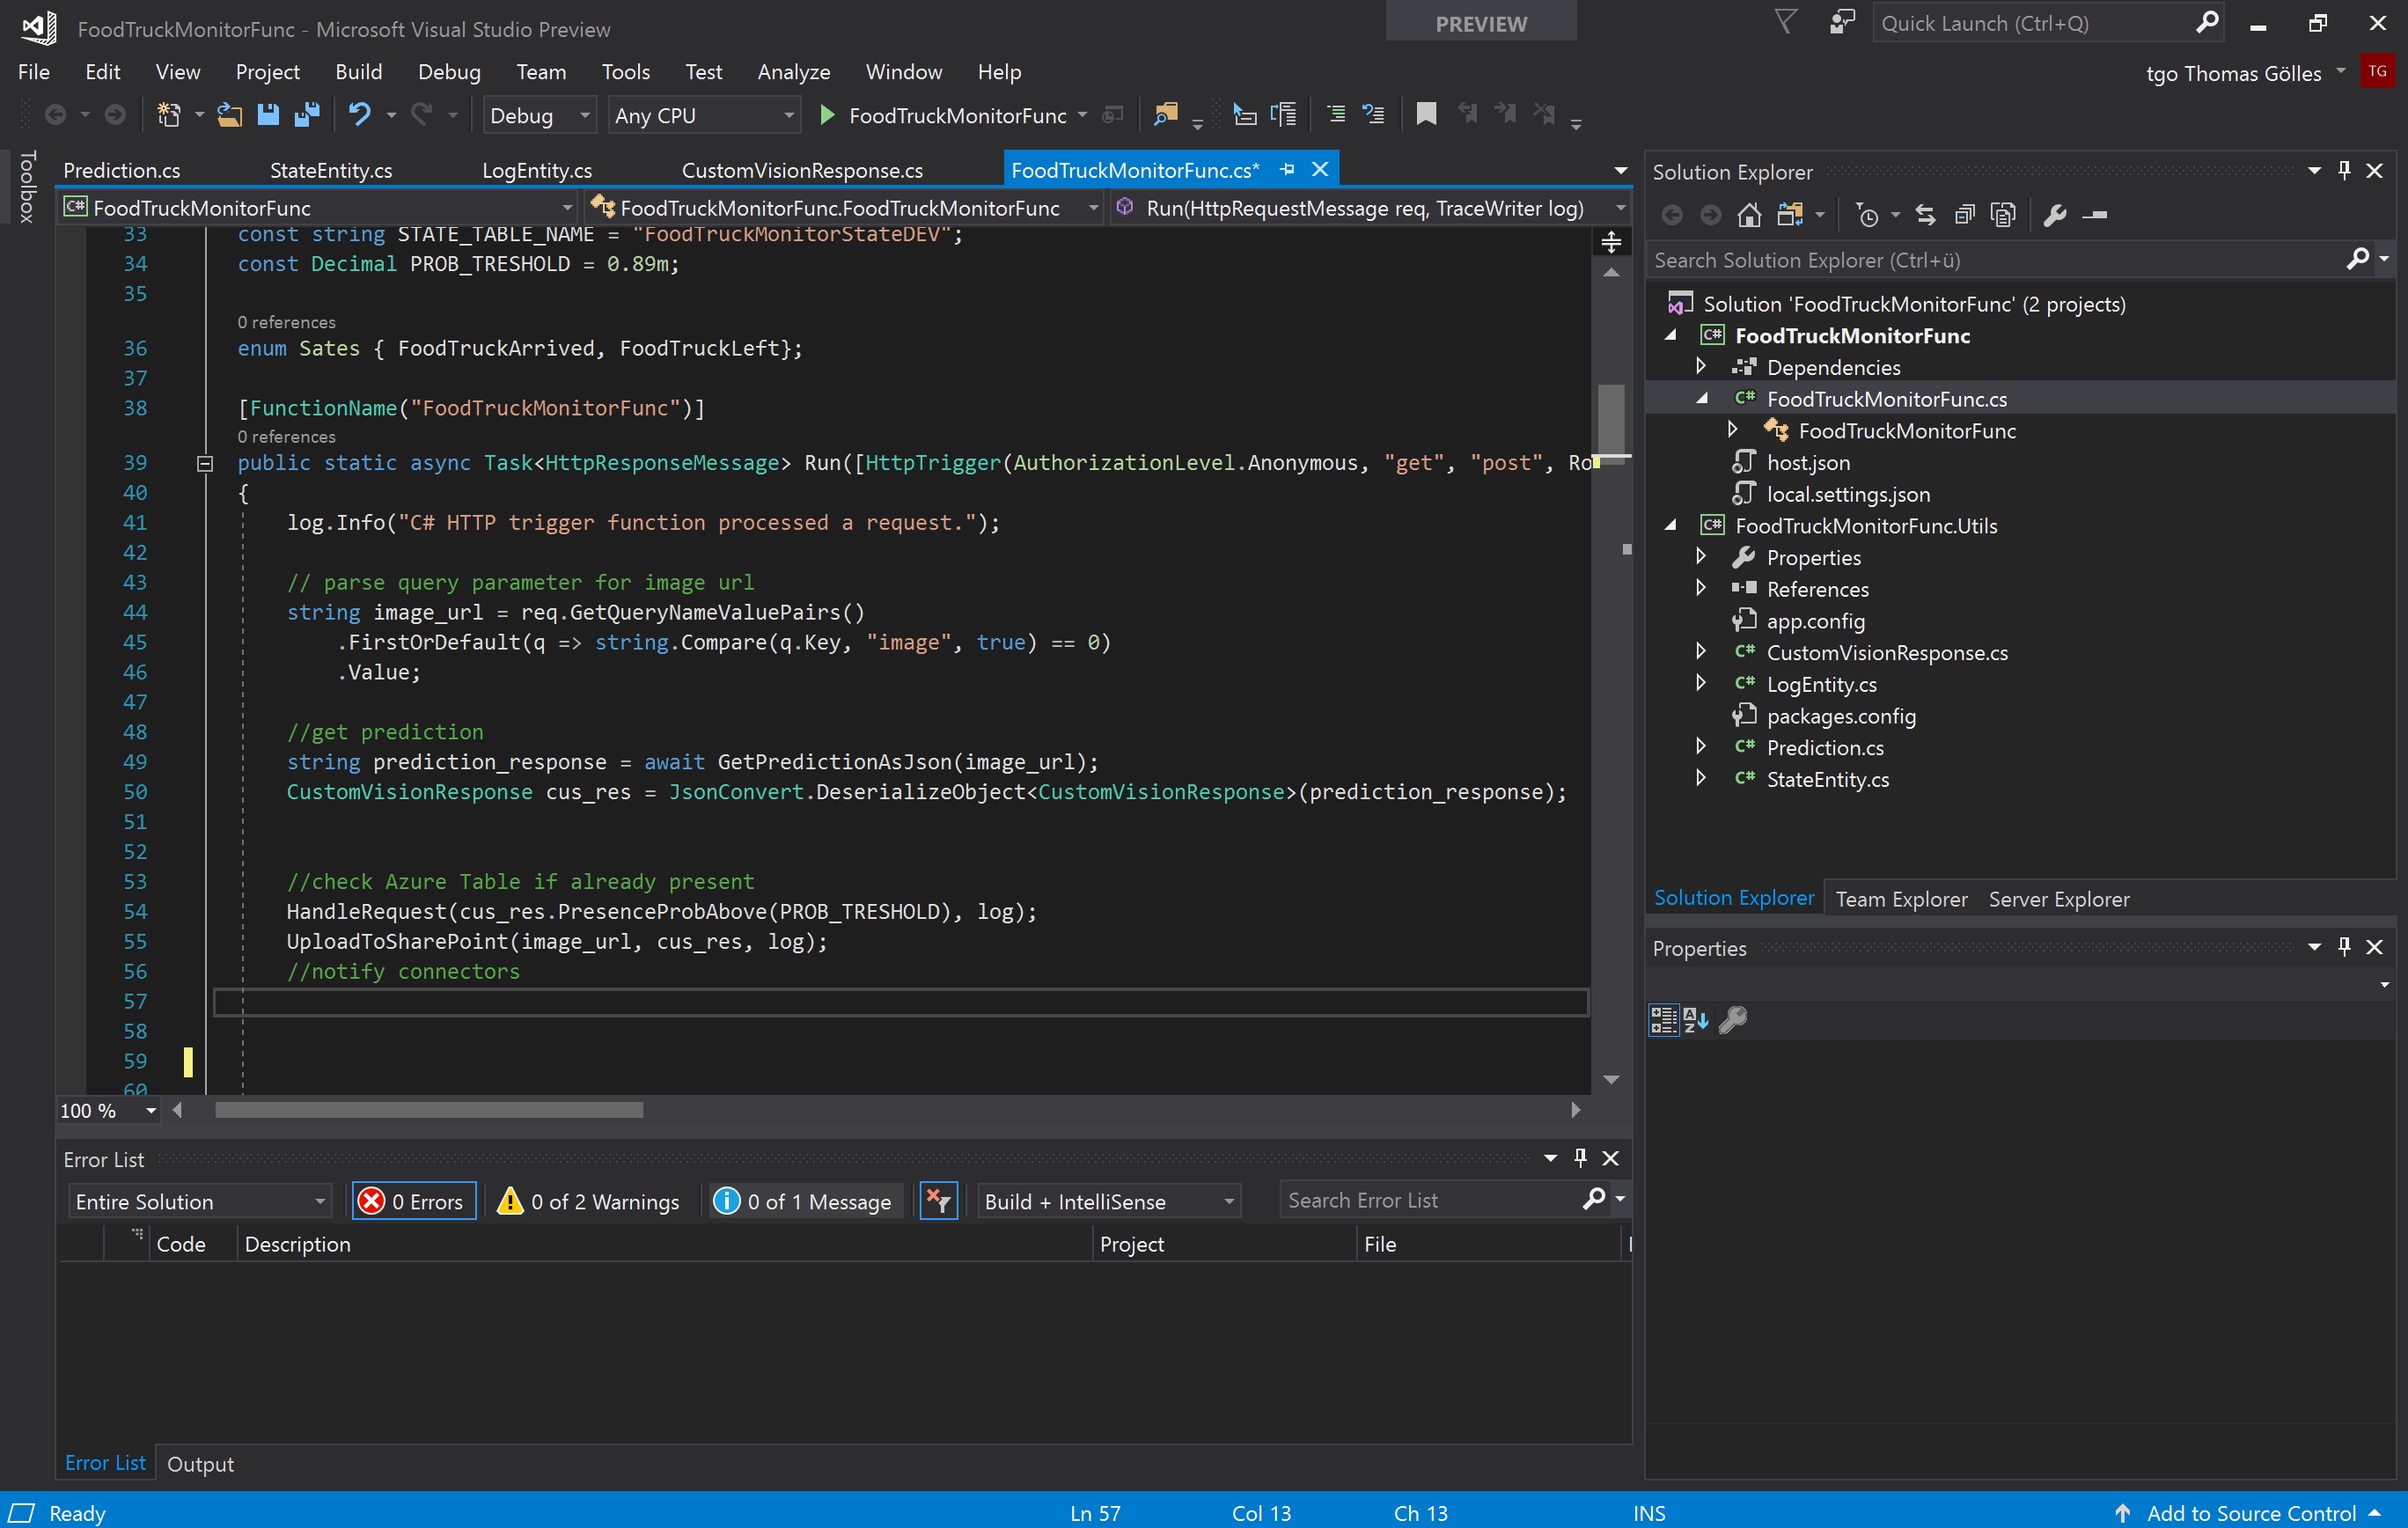 FoodTruckMonitorFunc - Microsoft Visual Studio Preview
PREVIEW
Quick Launch (Ctrl+Q)
File Edit View Project Build Debug Team Tools Test Analyze Window Help
tgo Thomas Gölles
TG
Debug
Any CPU
FoodTruckMonitorFunc
Toolbox
Prediction.cs StateEntity.cs LogEntity.cs CustomVisionResponse.cs FoodTruckMonitorFunc.cs*
C# FoodTruckMonitorFunc
FoodTruckMonitorFunc.FoodTruckMonitorFunc
Run(HttpRequestMessage req, TraceWriter log)
33 const string STATE_TABLE_NAME = "FoodTruckMonitorStateDEV";
34 const Decimal PROB_TRESHOLD = 0.89m;
35
0 references
36 enum Sates { FoodTruckArrived, FoodTruckLeft};
37
38 [FunctionName("FoodTruckMonitorFunc")]
0 references
39 public static async Task<HttpResponseMessage> Run([HttpTrigger(AuthorizationLevel.Anonymous, "get", "post", Ro
40 {
41 log.Info("C# HTTP trigger function processed a request.");
42
43 // parse query parameter for image url
44 string image_url = req.GetQueryNameValuePairs()
45 .FirstOrDefault(q => string.Compare(q.Key, "image", true) == 0)
46 .Value;
47
48 //get prediction
49 string prediction_response = await GetPredictionAsJson(image_url);
50 CustomVisionResponse cus_res = JsonConvert.DeserializeObject<CustomVisionResponse>(prediction_response);
51
52
53 //check Azure Table if already present
54 HandleRequest(cus_res.PresenceProbAbove(PROB_TRESHOLD), log);
55 UploadToSharePoint(image_url, cus_res, log);
56 //notify connectors
57
58
59
60
100 %
Error List
Entire Solution
0 Errors
0 of 2 Warnings
0 of 1 Message
Build + IntelliSense
Search Error List
Code Description Project File
Error List Output
Solution Explorer
Search Solution Explorer (Ctrl+ü)
Solution 'FoodTruckMonitorFunc' (2 projects)
C# FoodTruckMonitorFunc
Dependencies
C# FoodTruckMonitorFunc.cs
FoodTruckMonitorFunc
host.json
local.settings.json
C# FoodTruckMonitorFunc.Utils
Properties
References
app.config
C# CustomVisionResponse.cs
C# LogEntity.cs
packages.config
C# Prediction.cs
C# StateEntity.cs
Solution Explorer Team Explorer Server Explorer
Properties
Ready
Ln 57 Col 13 Ch 13 INS
Add to Source Control